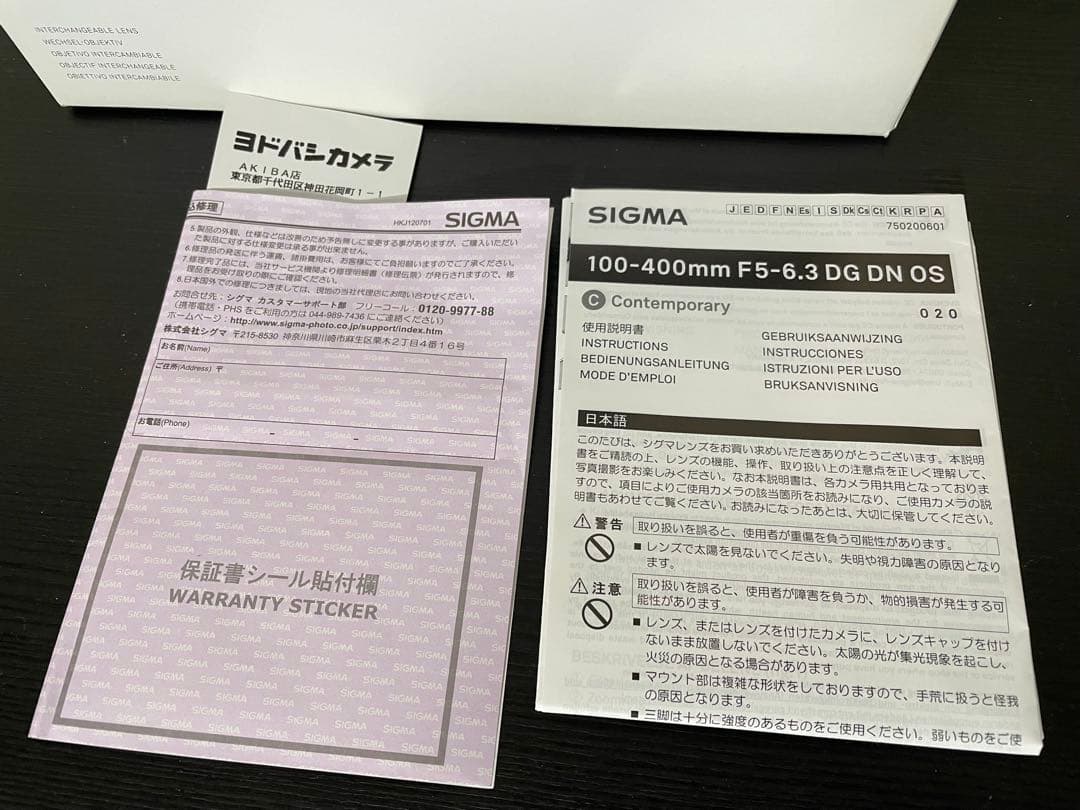 INTERCHANGEABLE LENS
WECHSEL-OBJEKTIV
OBJETIVO INTERCAMBIABLE
OBJECTIF INTERCHANGEABLE
OBIETTIVO INTERCAMBIABILE
ヨドバシカメラ
AKIBA店
東京都千代田区神田花岡町1-1
込修理
HKJ120701
SIGMA
5.製品の外観、仕様などは改善のため予告無しに変更する事がありますが、ご購入いただい
た製品に対する仕様変更は承る事が出来ません。
6.修理品の発送に伴う運賃、諸掛費用は、お客様にてご負担願いますのでご了承ください。
7.修理完了品には、当社サービス機関より修理明細書(修理伝票)が発行されますので、修
理品をお受け取りの際にご確認ください。
8.日本国外での修理につきましては、現地の当社代理店にお問い合わせください。
お問合せ先:シグマ カスタマーサポート部 フリーコール:0120-9977-88
(携帯電話・PHSをご利用の方は044-989-7436にご連絡ください)
ホームページ:http://www.sigma-photo.co.jp/support/index.htm
株式会社シグマ 〒215-8530 神奈川県川崎市麻生区栗木2丁目4番16号
お名前(Name)
ご住所(Address) 〒
お電話(Phone)
保証書シール貼付欄
WARRANTY STICKER
SIGMA
J E D F N Es I S Dk Cs Ct K R P A
750200601
100-400mm F5-6.3 DG DN OS
C Contemporary
020
使用説明書
INSTRUCTIONS
BEDIENUNGSANLEITUNG
MODE D'EMPLOI
GEBRUIKSAANWIJZING
INSTRUCCIONES
ISTRUZIONI PER L'USO
BRUKSANVISNING
日本語
このたびは、シグマレンズをお買い求めいただきありがとうございます。本説明
書をご精読の上、レンズの機能、操作、取り扱い上の注意点を正しく理解して、
写真撮影をお楽しみください。なお本説明書は、各カメラ用共用となっておりま
すので、項目によりご使用カメラの該当箇所をお読みになり、ご使用カメラの説
明書もあわせてご覧ください。お読みになったあとは、大切に保管してください。
警告
取り扱いを誤ると、使用者が重傷を負う可能性があります。
■レンズで太陽を見ないでください。失明や視力障害の原因となり
ます。
注意
取り扱いを誤ると、使用者が障害を負うか、物的損害が発生する可
能性があります。
■レンズ、またはレンズを付けたカメラに、レンズキャップを付け
ないまま放置しないでください。太陽の光が集光現象を起こし、
火災の原因となる場合があります。
■マウント部は複雑な形状をしておりますので、手荒に扱うと怪我
の原因となります。
■三脚は十分に強度のあるものをご使用ください。弱いものをご使